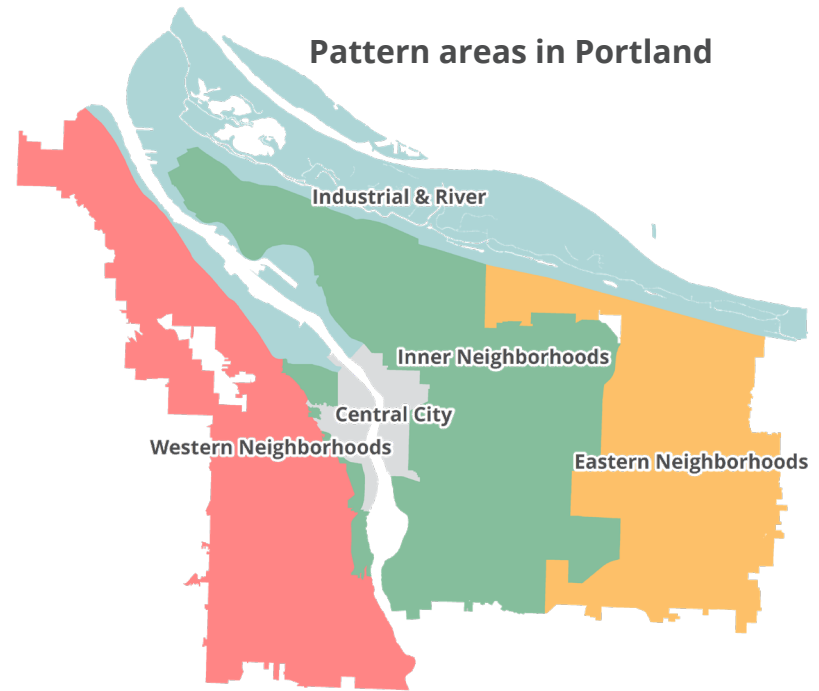 Pattern areas in Portland
Industrial & River
Inner Neighborhoods
Central City
Western Neighborhoods
Eastern Neighborhoods